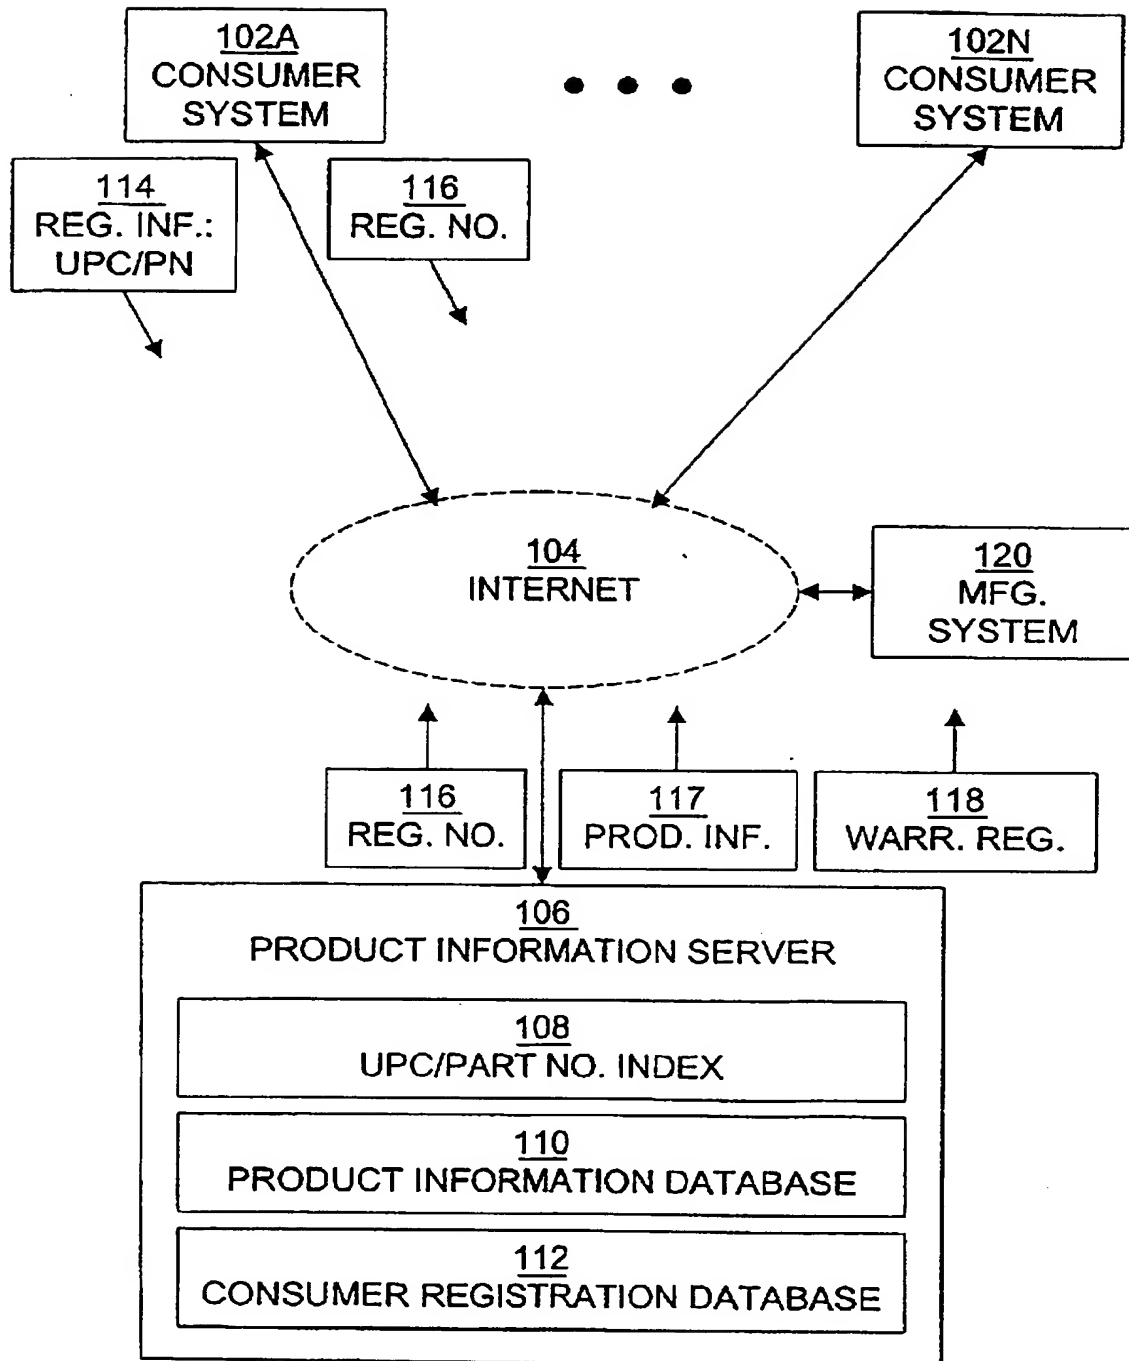 102A
CONSUMER
SYSTEM
102N
CONSUMER
SYSTEM
114
REG. INF.:
UPC/PN
116
REG. NO.
104
INTERNET
120
MFG.
SYSTEM
116
REG. NO.
117
PROD. INF.
118
WARR. REG.
106
PRODUCT INFORMATION SERVER
108
UPC/PART NO. INDEX
110
PRODUCT INFORMATION DATABASE
112
CONSUMER REGISTRATION DATABASE